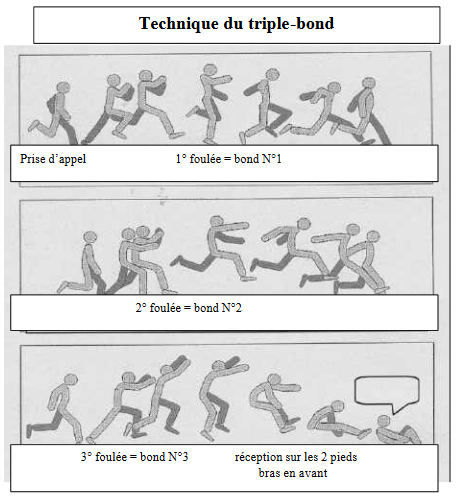 Technique du triple-bond
Prise d’appel 1° foulée = bond N°1
2° foulée = bond N°2
3° foulée = bond N°3 réception sur les 2 pieds
bras en avant